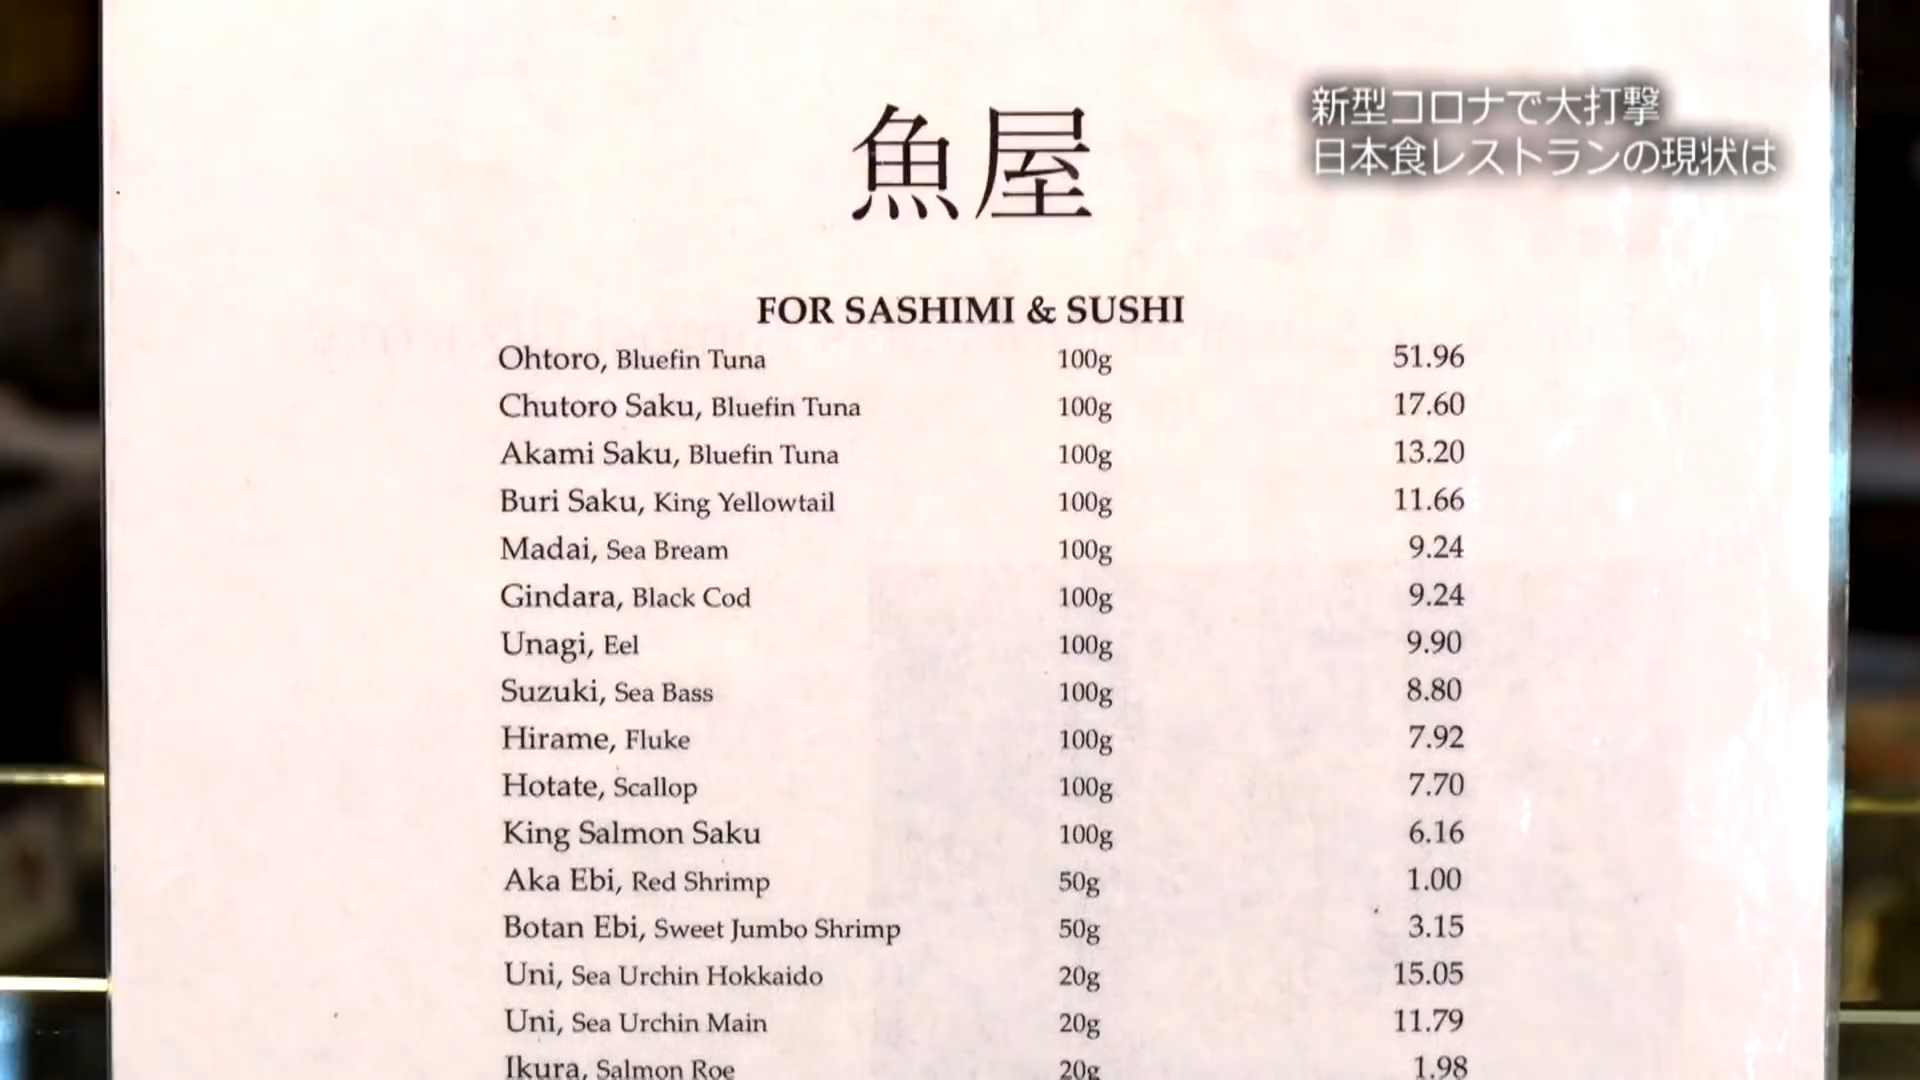 新型コロナで大打撃
日本食レストランの現状は
魚屋
FOR SASHIMI & SUSHI
Ohtoro, Bluefin Tuna 100g 51.96
Chutoro Saku, Bluefin Tuna 100g 17.60
Akami Saku, Bluefin Tuna 100g 13.20
Buri Saku, King Yellowtail 100g 11.66
Madai, Sea Bream 100g 9.24
Gindara, Black Cod 100g 9.24
Unagi, Eel 100g 9.90
Suzuki, Sea Bass 100g 8.80
Hirame, Fluke 100g 7.92
Hotate, Scallop 100g 7.70
King Salmon Saku 100g 6.16
Aka Ebi, Red Shrimp 50g 1.00
Botan Ebi, Sweet Jumbo Shrimp 50g 3.15
Uni, Sea Urchin Hokkaido 20g 15.05
Uni, Sea Urchin Main 20g 11.79
Ikura, Salmon Roe 20g 1.98